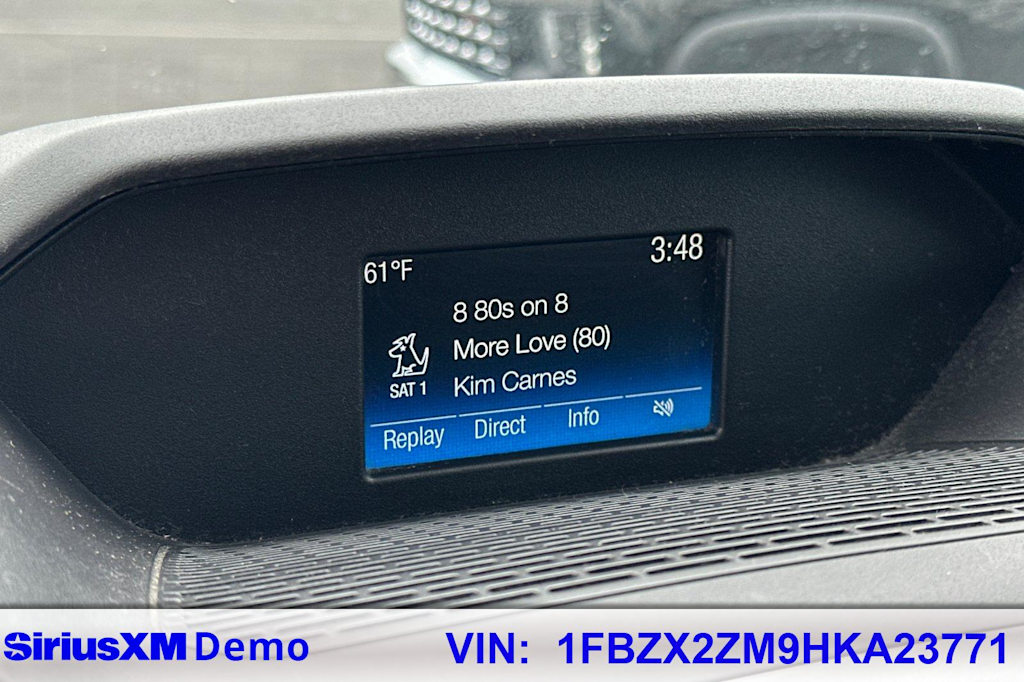 61°F 3:48
8 80s on 8
More Love (80)
SAT 1 Kim Carnes
Replay Direct Info
SiriusXM Demo VIN: 1FBZX2ZM9HKA23771